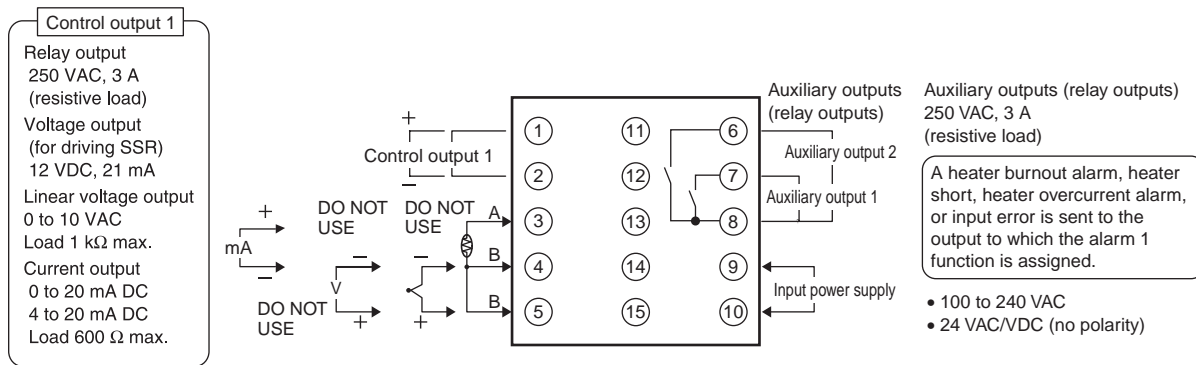 Control output 1
Relay output
250 VAC, 3 A
(resistive load)
Voltage output
(for driving SSR)
12 VDC, 21 mA
Linear voltage output
0 to 10 VAC
Load 1 kΩ max.
Current output
0 to 20 mA DC
4 to 20 mA DC
Load 600 Ω max.
+
mA
−
DO NOT
USE
−
V
+
DO NOT
USE
DO NOT
USE
−
+
+
Control output 1
−
A
B
B
1
2
3
4
5
11
12
13
14
15
6
7
8
9
10
Auxiliary outputs
(relay outputs)
Auxiliary output 2
Auxiliary output 1
Input power supply
Auxiliary outputs (relay outputs)
250 VAC, 3 A
(resistive load)
A heater burnout alarm, heater
short, heater overcurrent alarm,
or input error is sent to the
output to which the alarm 1
function is assigned.
• 100 to 240 VAC
• 24 VAC/VDC (no polarity)